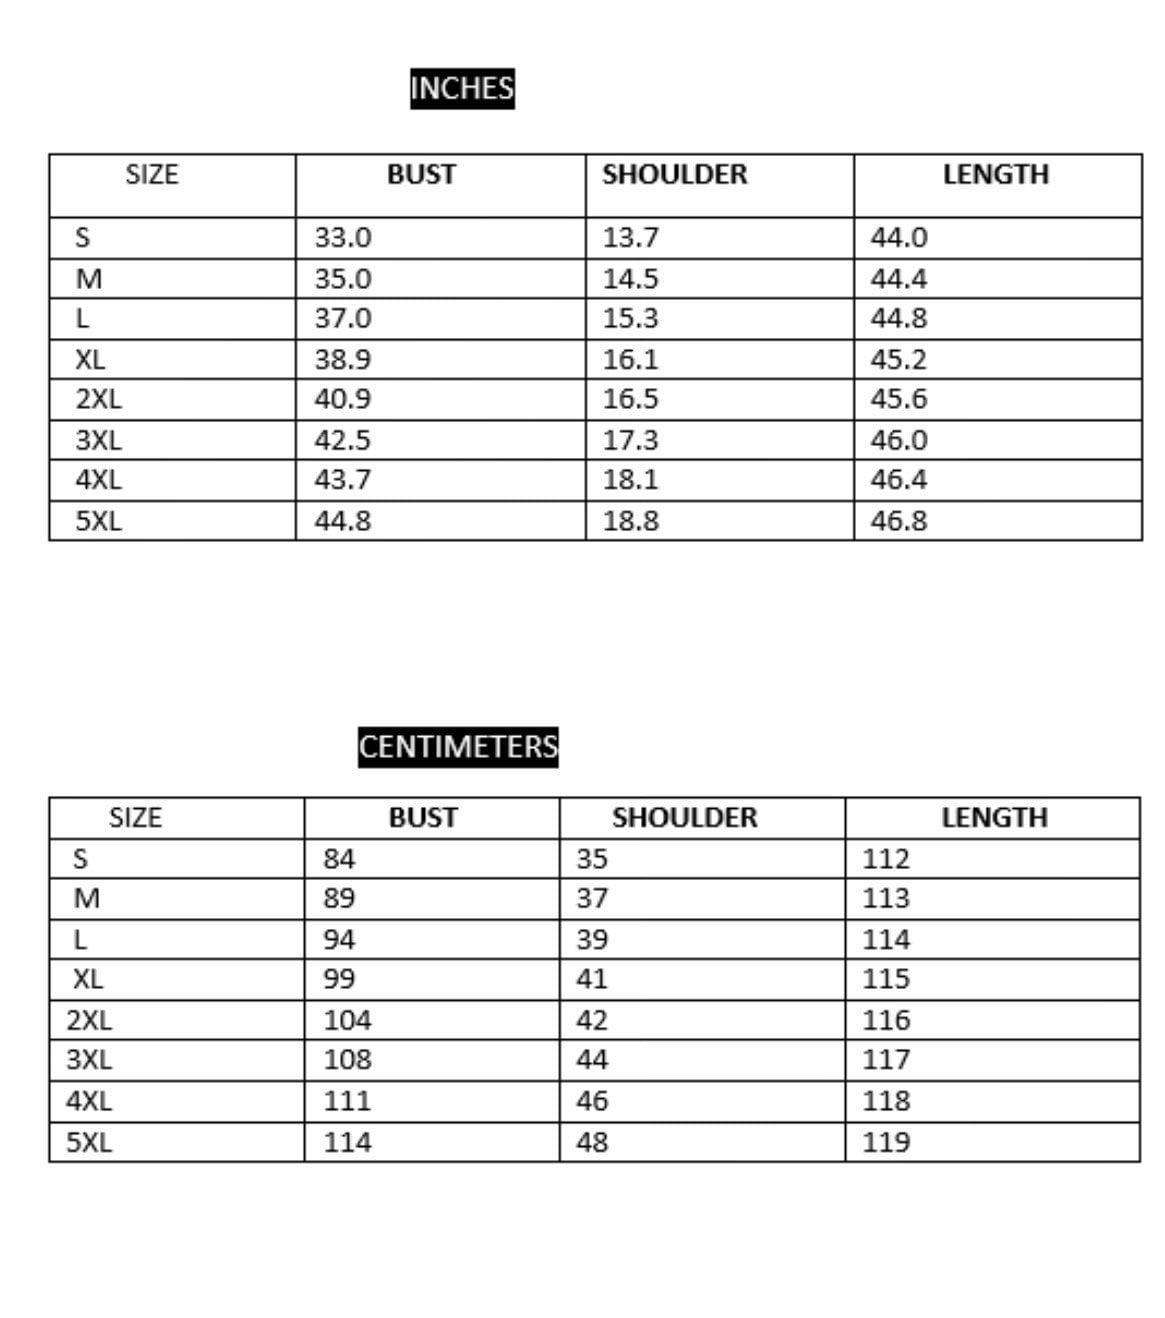 INCHES
SIZE BUST SHOULDER LENGTH
S 33.0 13.7 44.0
M 35.0 14.5 44.4
L 37.0 15.3 44.8
XL 38.9 16.1 45.2
2XL 40.9 16.5 45.6
3XL 42.5 17.3 46.0
4XL 43.7 18.1 46.4
5XL 44.8 18.8 46.8
CENTIMETERS
SIZE BUST SHOULDER LENGTH
S 84 35 112
M 89 37 113
L 94 39 114
XL 99 41 115
2XL 104 42 116
3XL 108 44 117
4XL 111 46 118
5XL 114 48 119